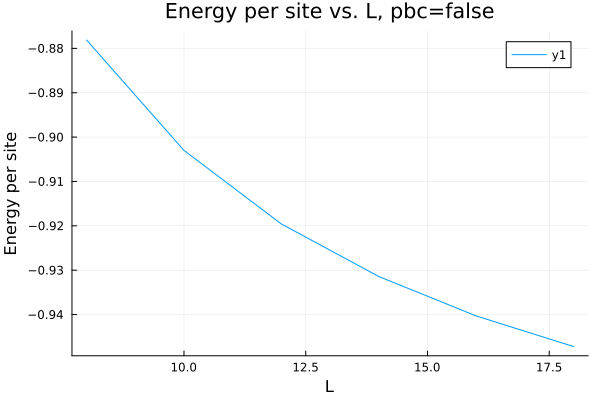 Energy per site vs. L, pbc=false
y1
−0.88
−0.89
−0.90
−0.91
−0.92
−0.93
−0.94
Energy per site
10.0 12.5 15.0 17.5
L